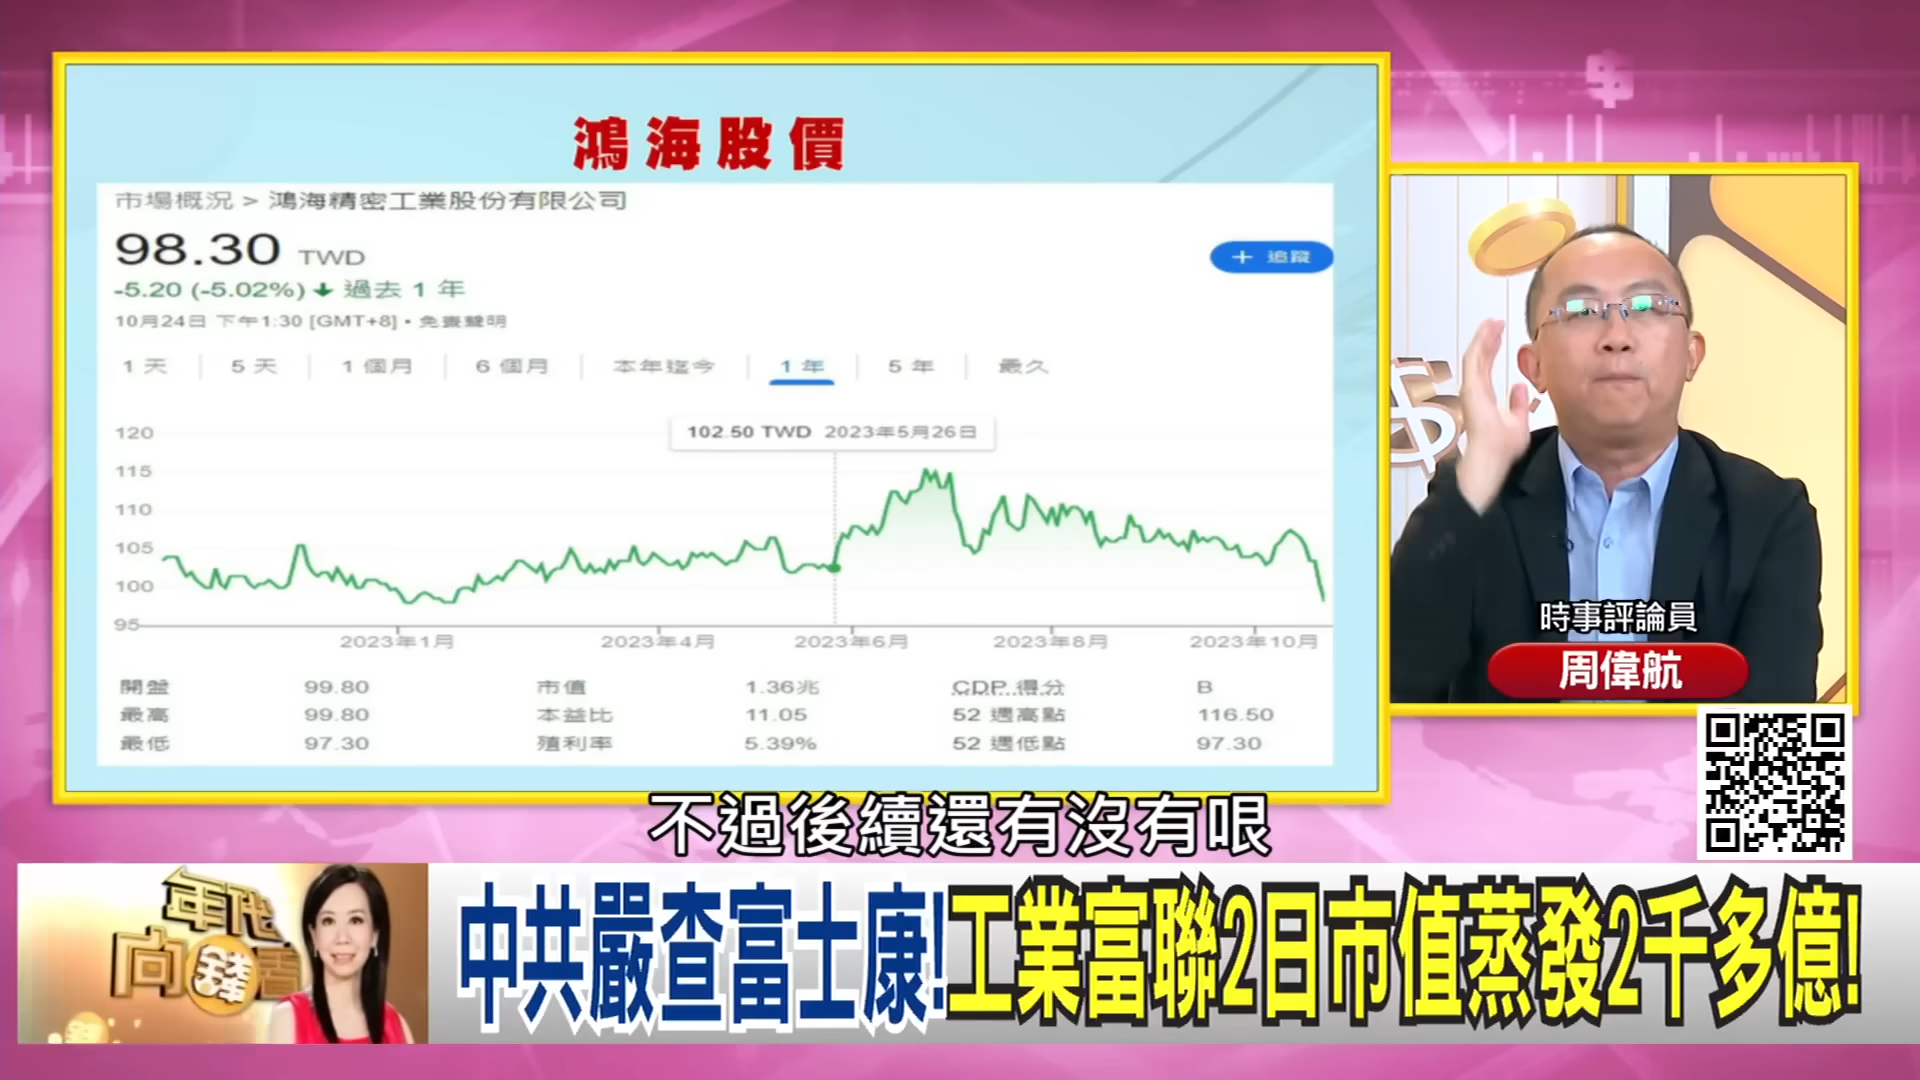 鴻海股價
市場概況 > 鴻海精密工業股份有限公司
98.30 TWD
+ 追蹤
-5.20 (-5.02%) ↓ 過去 1 年
10月24日 下午1:30 [GMT+8] • 免責聲明
1 天 5 天 1 個月 6 個月 本年迄今 1 年 5 年 最久
102.50 TWD 2023年5月26日
120
115
110
105
100
95
2023年1月 2023年4月 2023年6月 2023年8月 2023年10月
開盤 99.80 市值 1.36兆 CDP 得分 B
最高 99.80 本益比 11.05 52 週高點 116.50
最低 97.30 殖利率 5.39% 52 週低點 97.30
時事評論員
周偉航
不過後續還有沒有哏
年代向錢看
中共嚴查富士康!工業富聯2日市值蒸發2千多億!